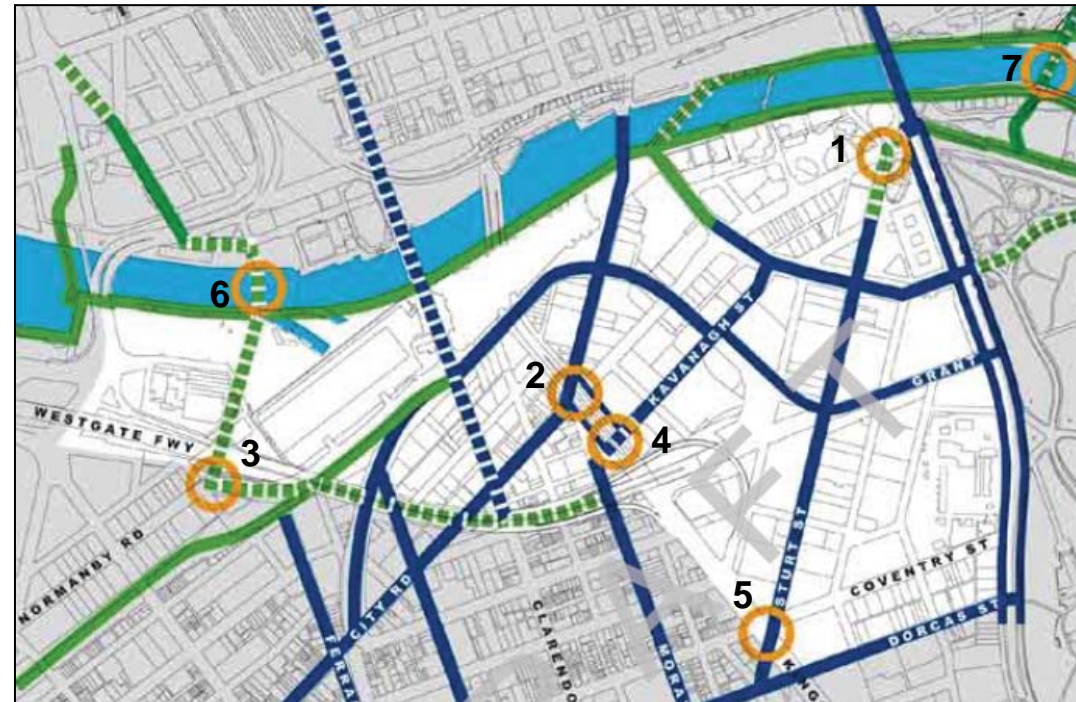 7
1
6
KAVANAGH ST
2
GRANT
4
WESTGATE FWY
3
STURT ST
NORMANBY RD
COVENTRY ST
5
CITY RD
DORCAS ST
CLARENDO
FERRA
MORA
KING